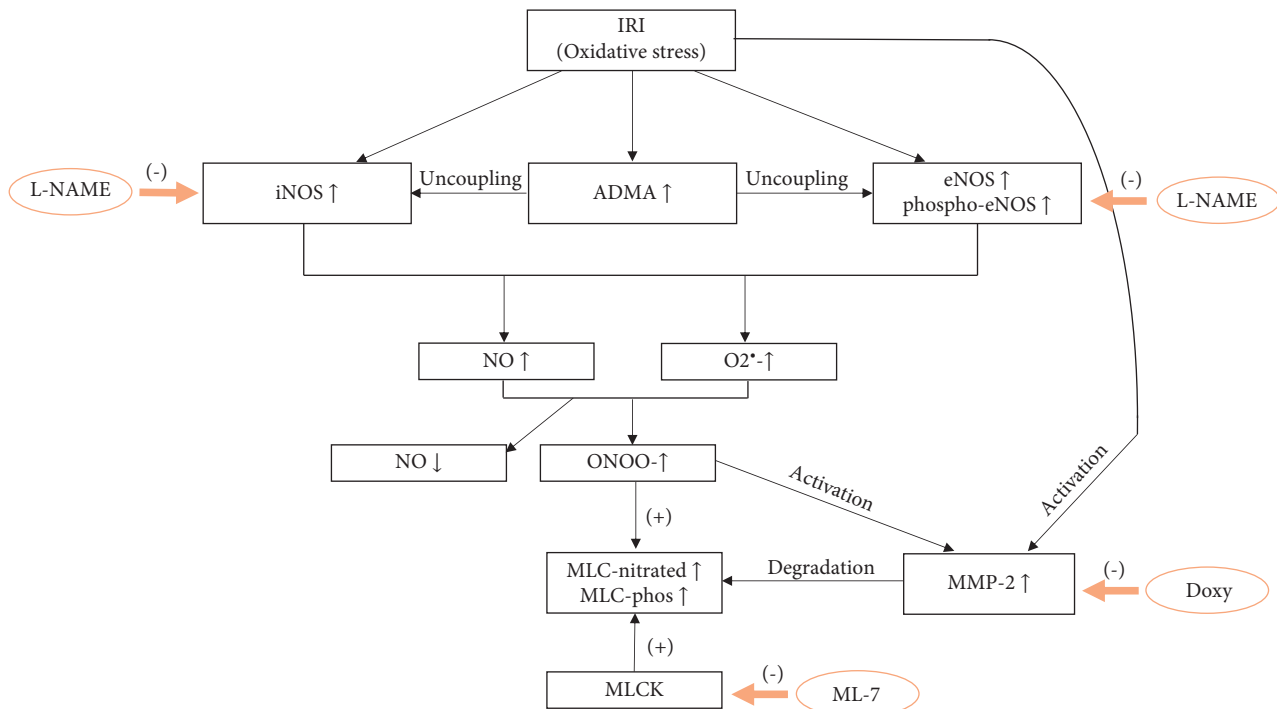 IRI
(Oxidative stress)
L-NAME
(-)
iNOS ↑
Uncoupling
ADMA ↑
Uncoupling
eNOS ↑
phospho-eNOS ↑
(-)
L-NAME
NO ↑
O2•-↑
NO ↓
ONOO-↑
Activation
Activation
(+)
MLC-nitrated ↑
MLC-phos ↑
Degradation
MMP-2 ↑
(-)
Doxy
(+)
MLCK
(-)
ML-7